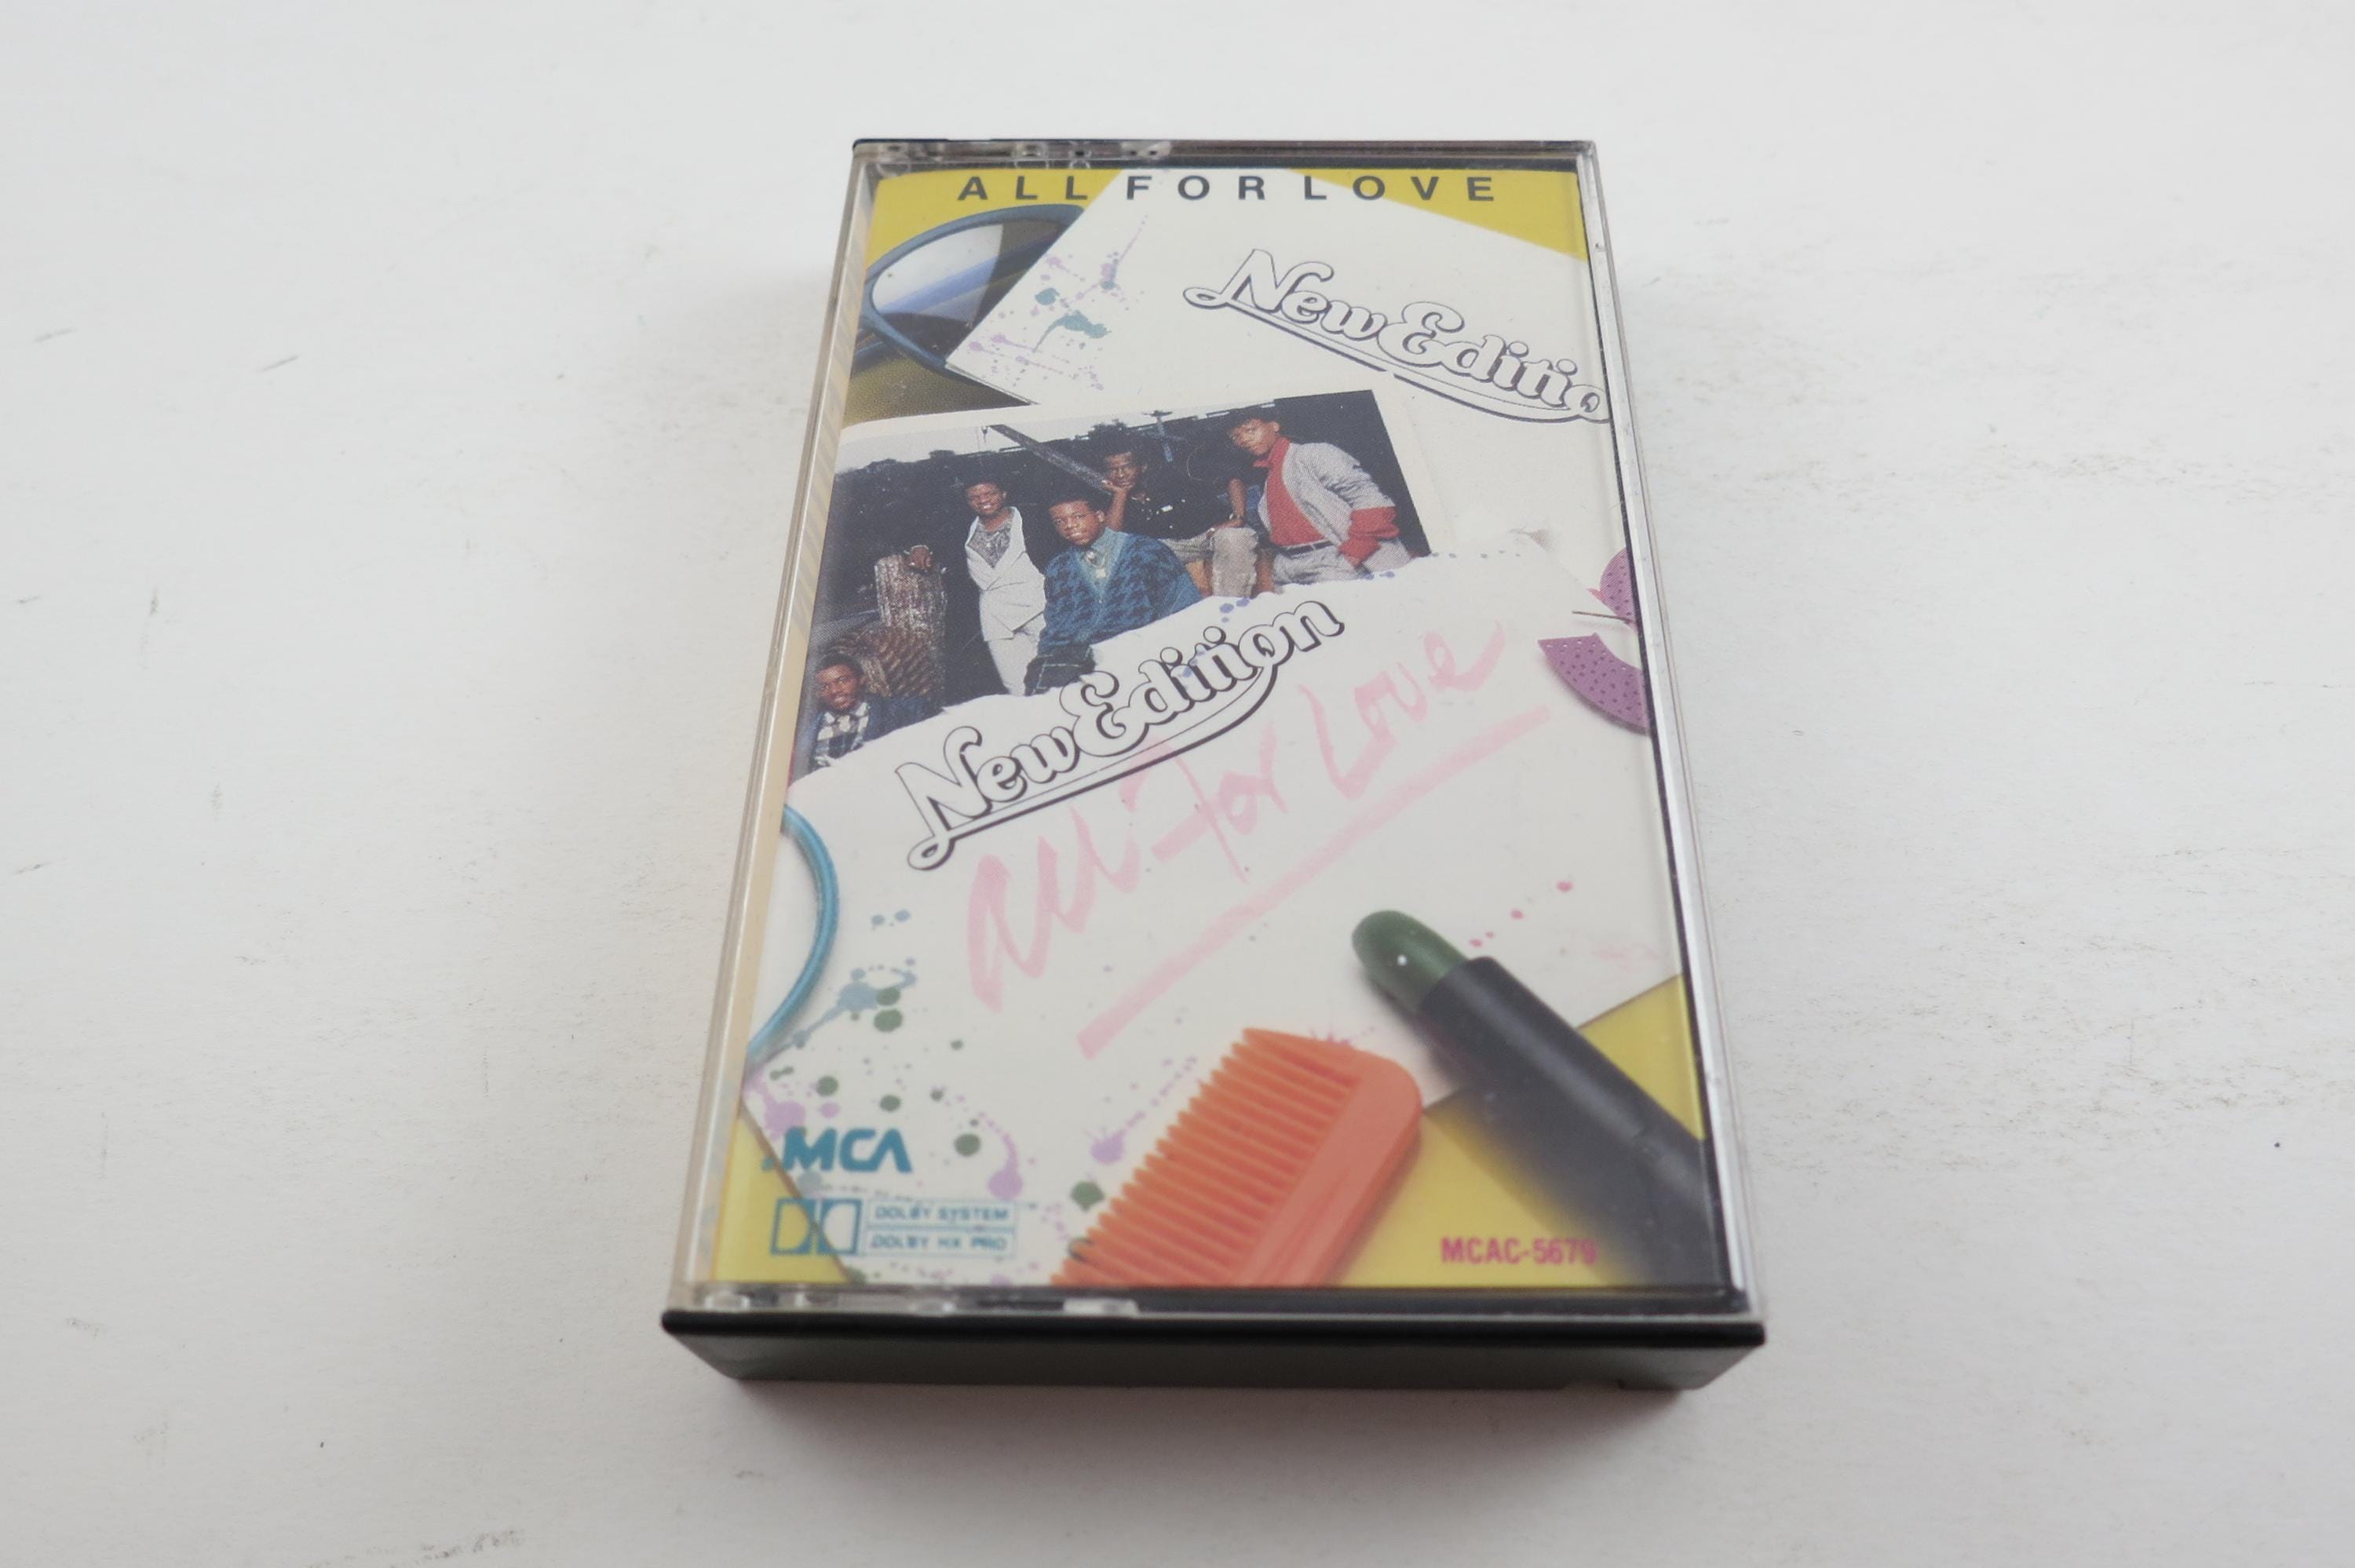 ALL FOR LOVE
New Editio
New Edition
All For Love
MCA
DOLBY SYSTEM
DOLBY HX PRO
MCAC-5679